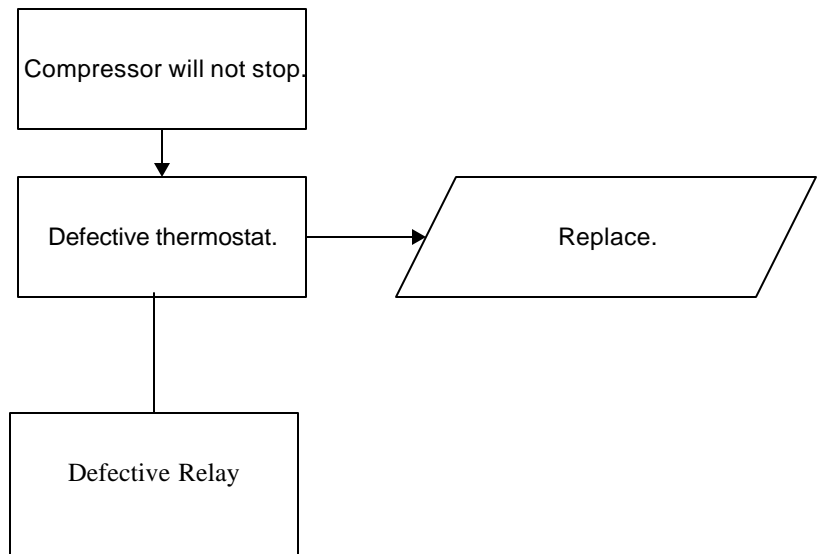 Compressor will not stop.
Defective thermostat.
Replace.
Defective Relay